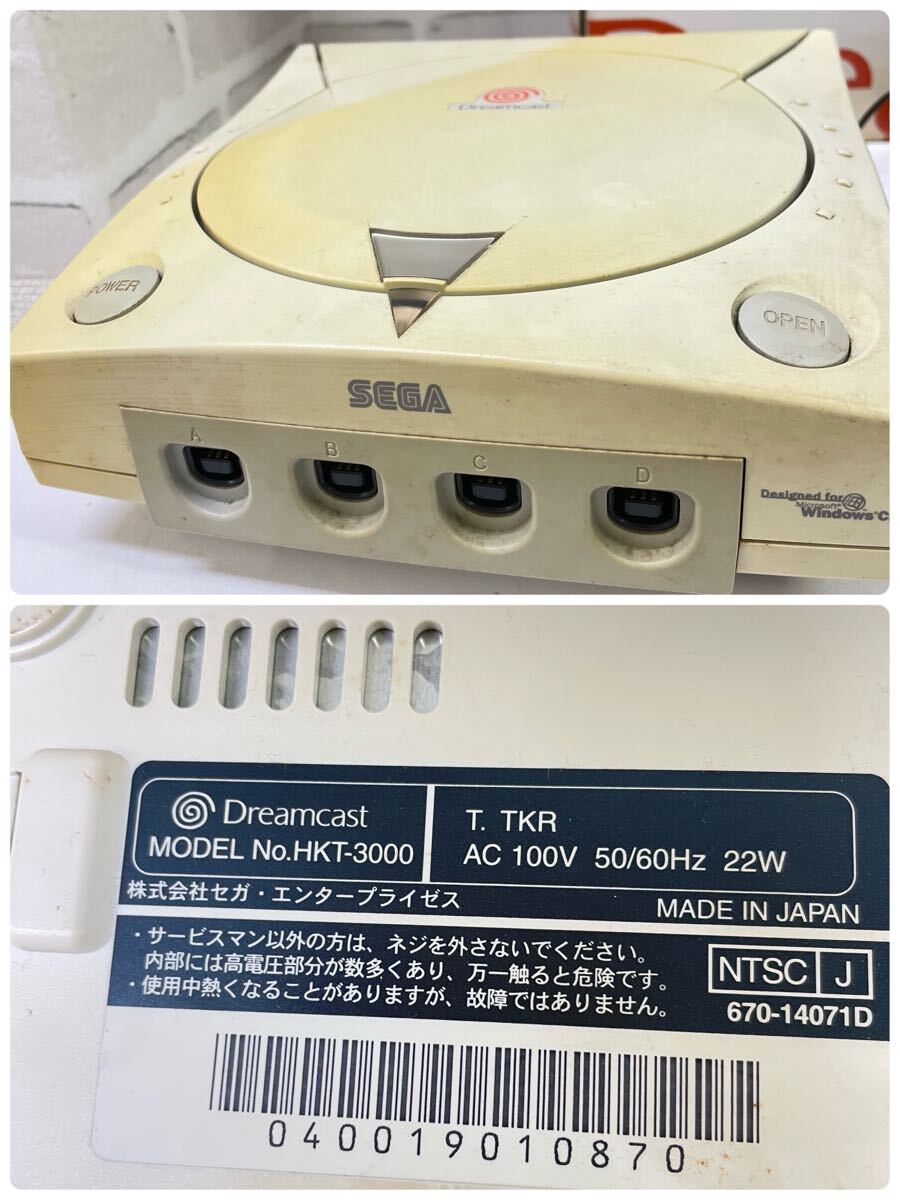 Dreamcast
POWER
OPEN
SEGA
A
B
C
D
Designed for
Microsoft®
Windows®C
Dreamcast
MODEL No.HKT-3000
T. TKR
AC 100V 50/60Hz 22W
株式会社セガ・エンタープライゼス
MADE IN JAPAN
・サービスマン以外の方は、ネジを外さないでください。
内部には高電圧部分が数多くあり、万一触ると危険です。
・使用中熱くなることがありますが、故障ではありません。
NTSC J
670-14071D
040019010870